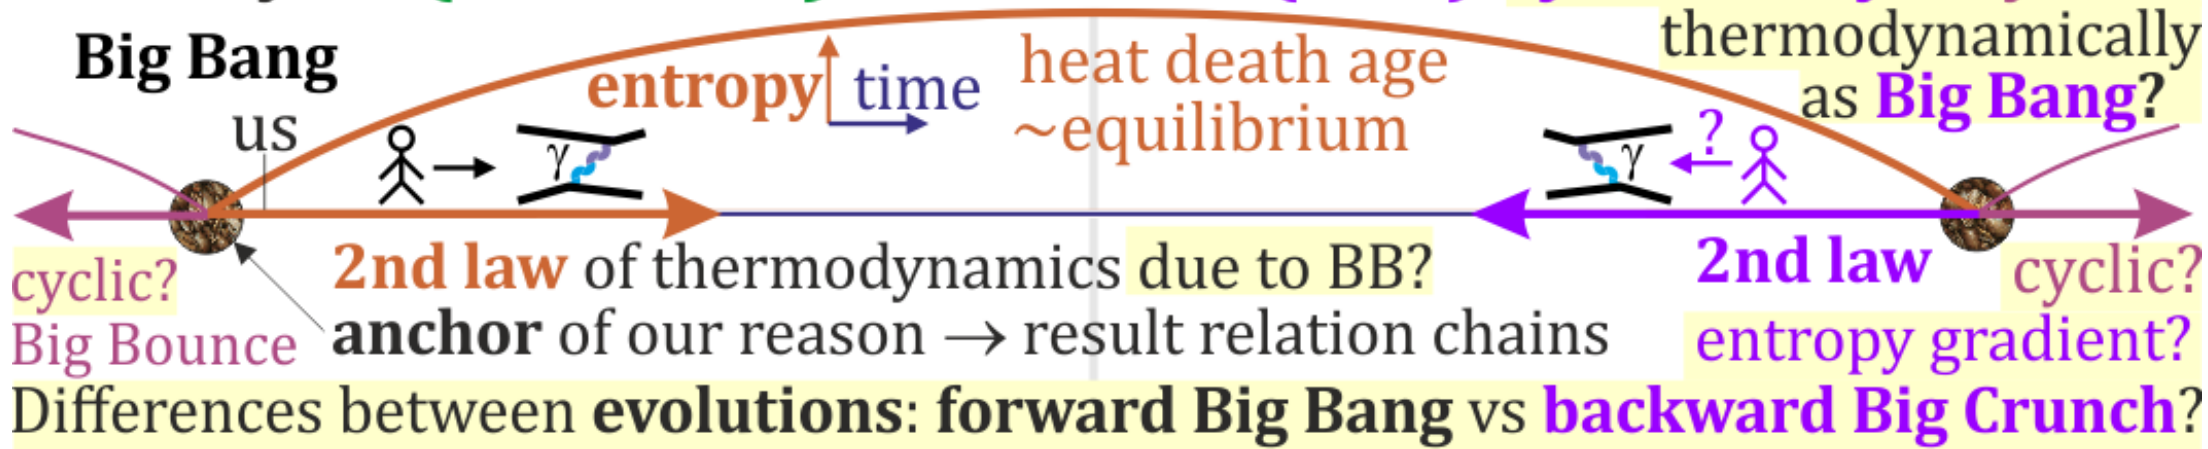 thermodynamically
Big Bang
heat death age
entropy time
as Big Bang?
us
~equilibrium
γ
γ
?
2nd law of thermodynamics due to BB?
2nd law
cyclic?
cyclic?
Big Bounce
anchor of our reason → result relation chains
entropy gradient?
Differences between evolutions: forward Big Bang vs backward Big Crunch?